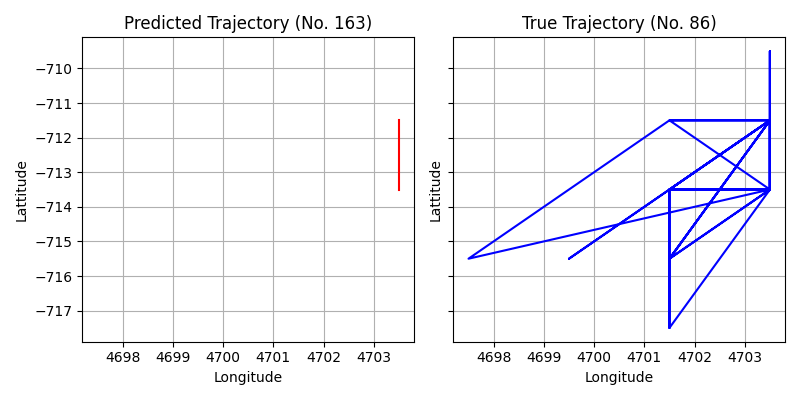 Predicted Trajectory (No. 163)
True Trajectory (No. 86)
Lattitude
−710
−711
−712
−713
−714
−715
−716
−717
4698 4699 4700 4701 4702 4703
Longitude
Lattitude
4698 4699 4700 4701 4702 4703
Longitude